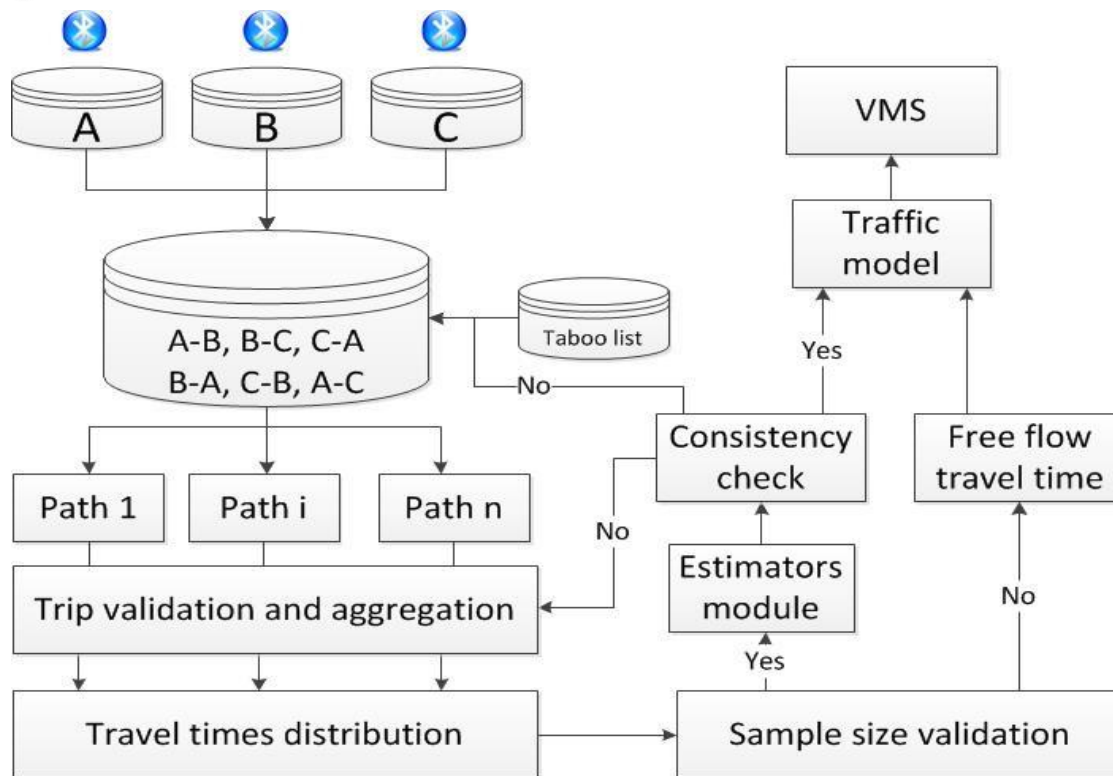 A
B
C
VMS
Traffic
model
A-B, B-C, C-A
B-A, C-B, A-C
Taboo list
Yes
No
Consistency
check
Free flow
travel time
Path 1
Path i
Path n
No
Estimators
module
No
Trip validation and aggregation
Yes
Travel times distribution
Sample size validation